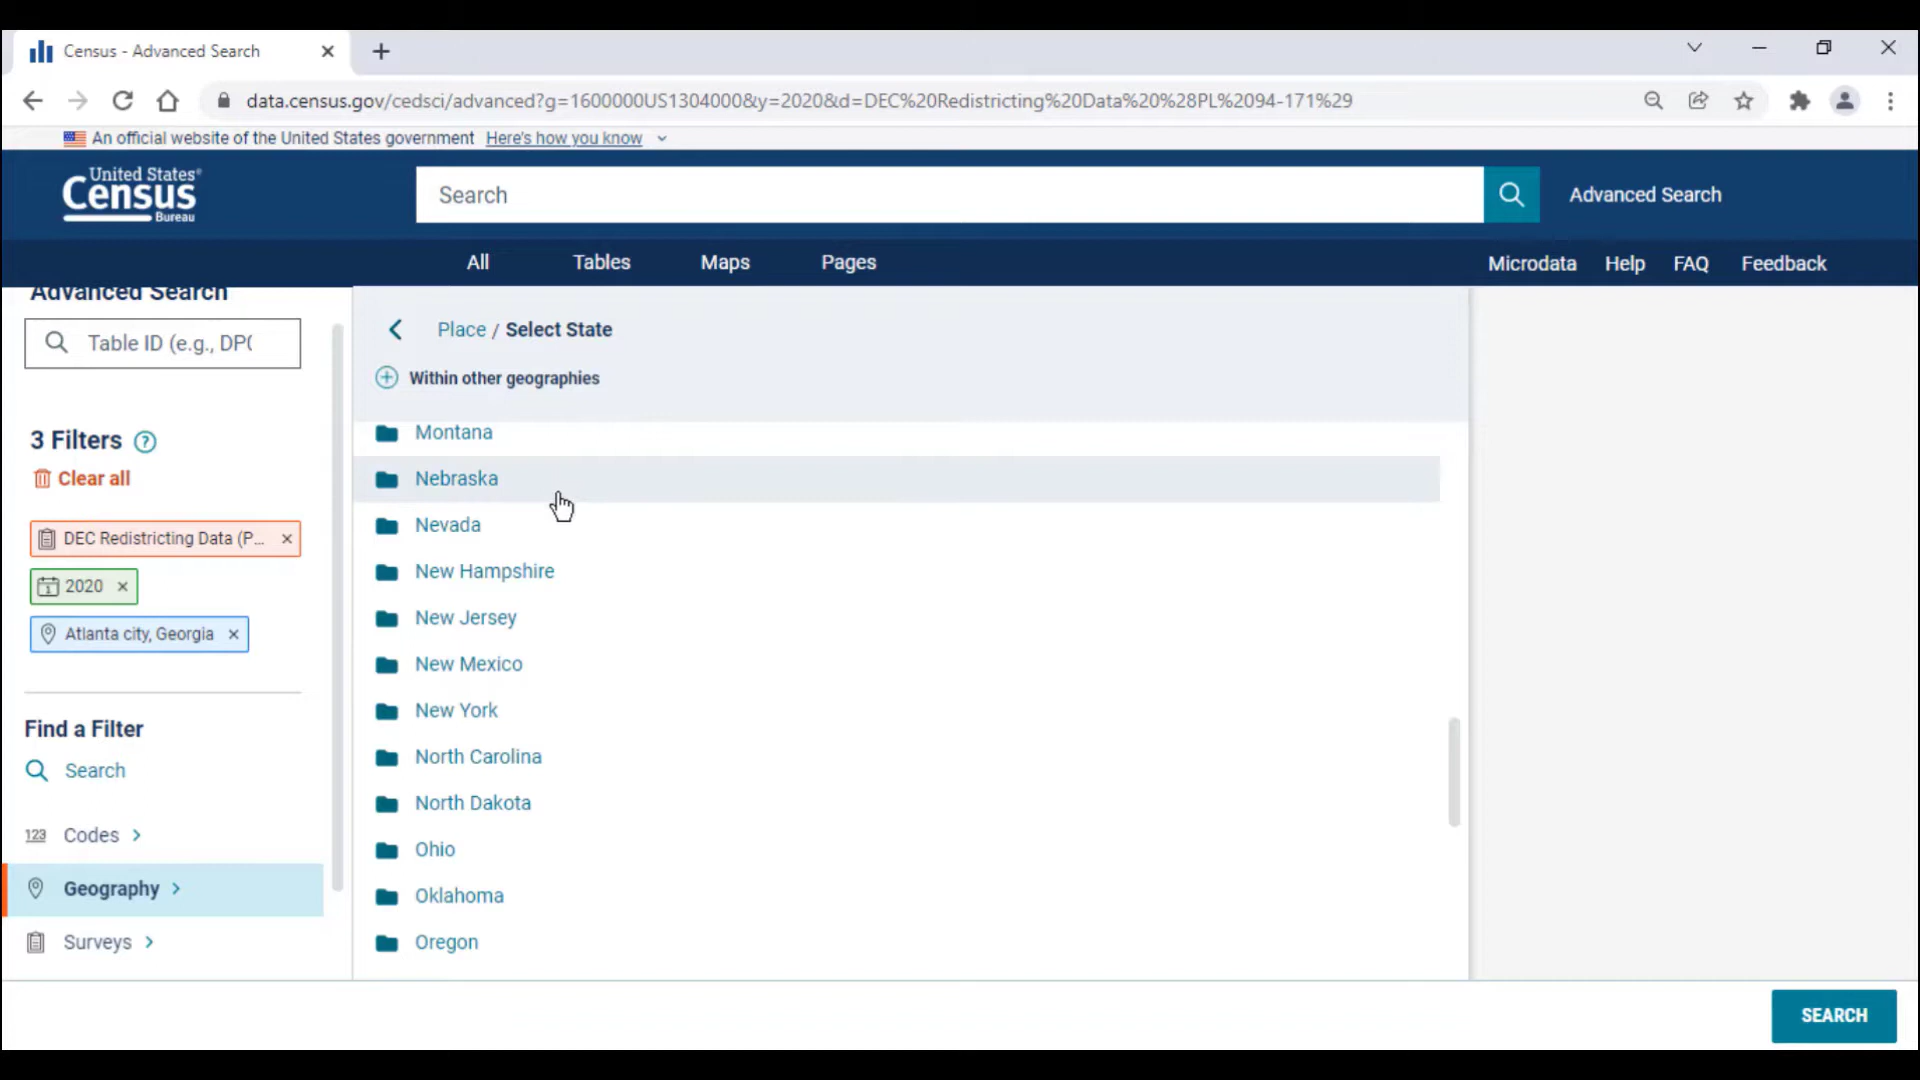 Census - Advanced Search
data.census.gov/cedsci/advanced?g=1600000US1304000&y=2020&d=DEC%20Redistricting%20Data%20%28PL%2094-171%29
An official website of the United States government Here's how you know
United States®
Census
Bureau
Search
Advanced Search
All Tables Maps Pages
Microdata Help FAQ Feedback
Advanced Search
Table ID (e.g., DP(
3 Filters ?
Clear all
DEC Redistricting Data (P... ×
1 2020 ×
Atlanta city, Georgia ×
Find a Filter
Search
123 Codes
Geography
Surveys
Place / Select State
Within other geographies
Montana
Nebraska
Nevada
New Hampshire
New Jersey
New Mexico
New York
North Carolina
North Dakota
Ohio
Oklahoma
Oregon
SEARCH